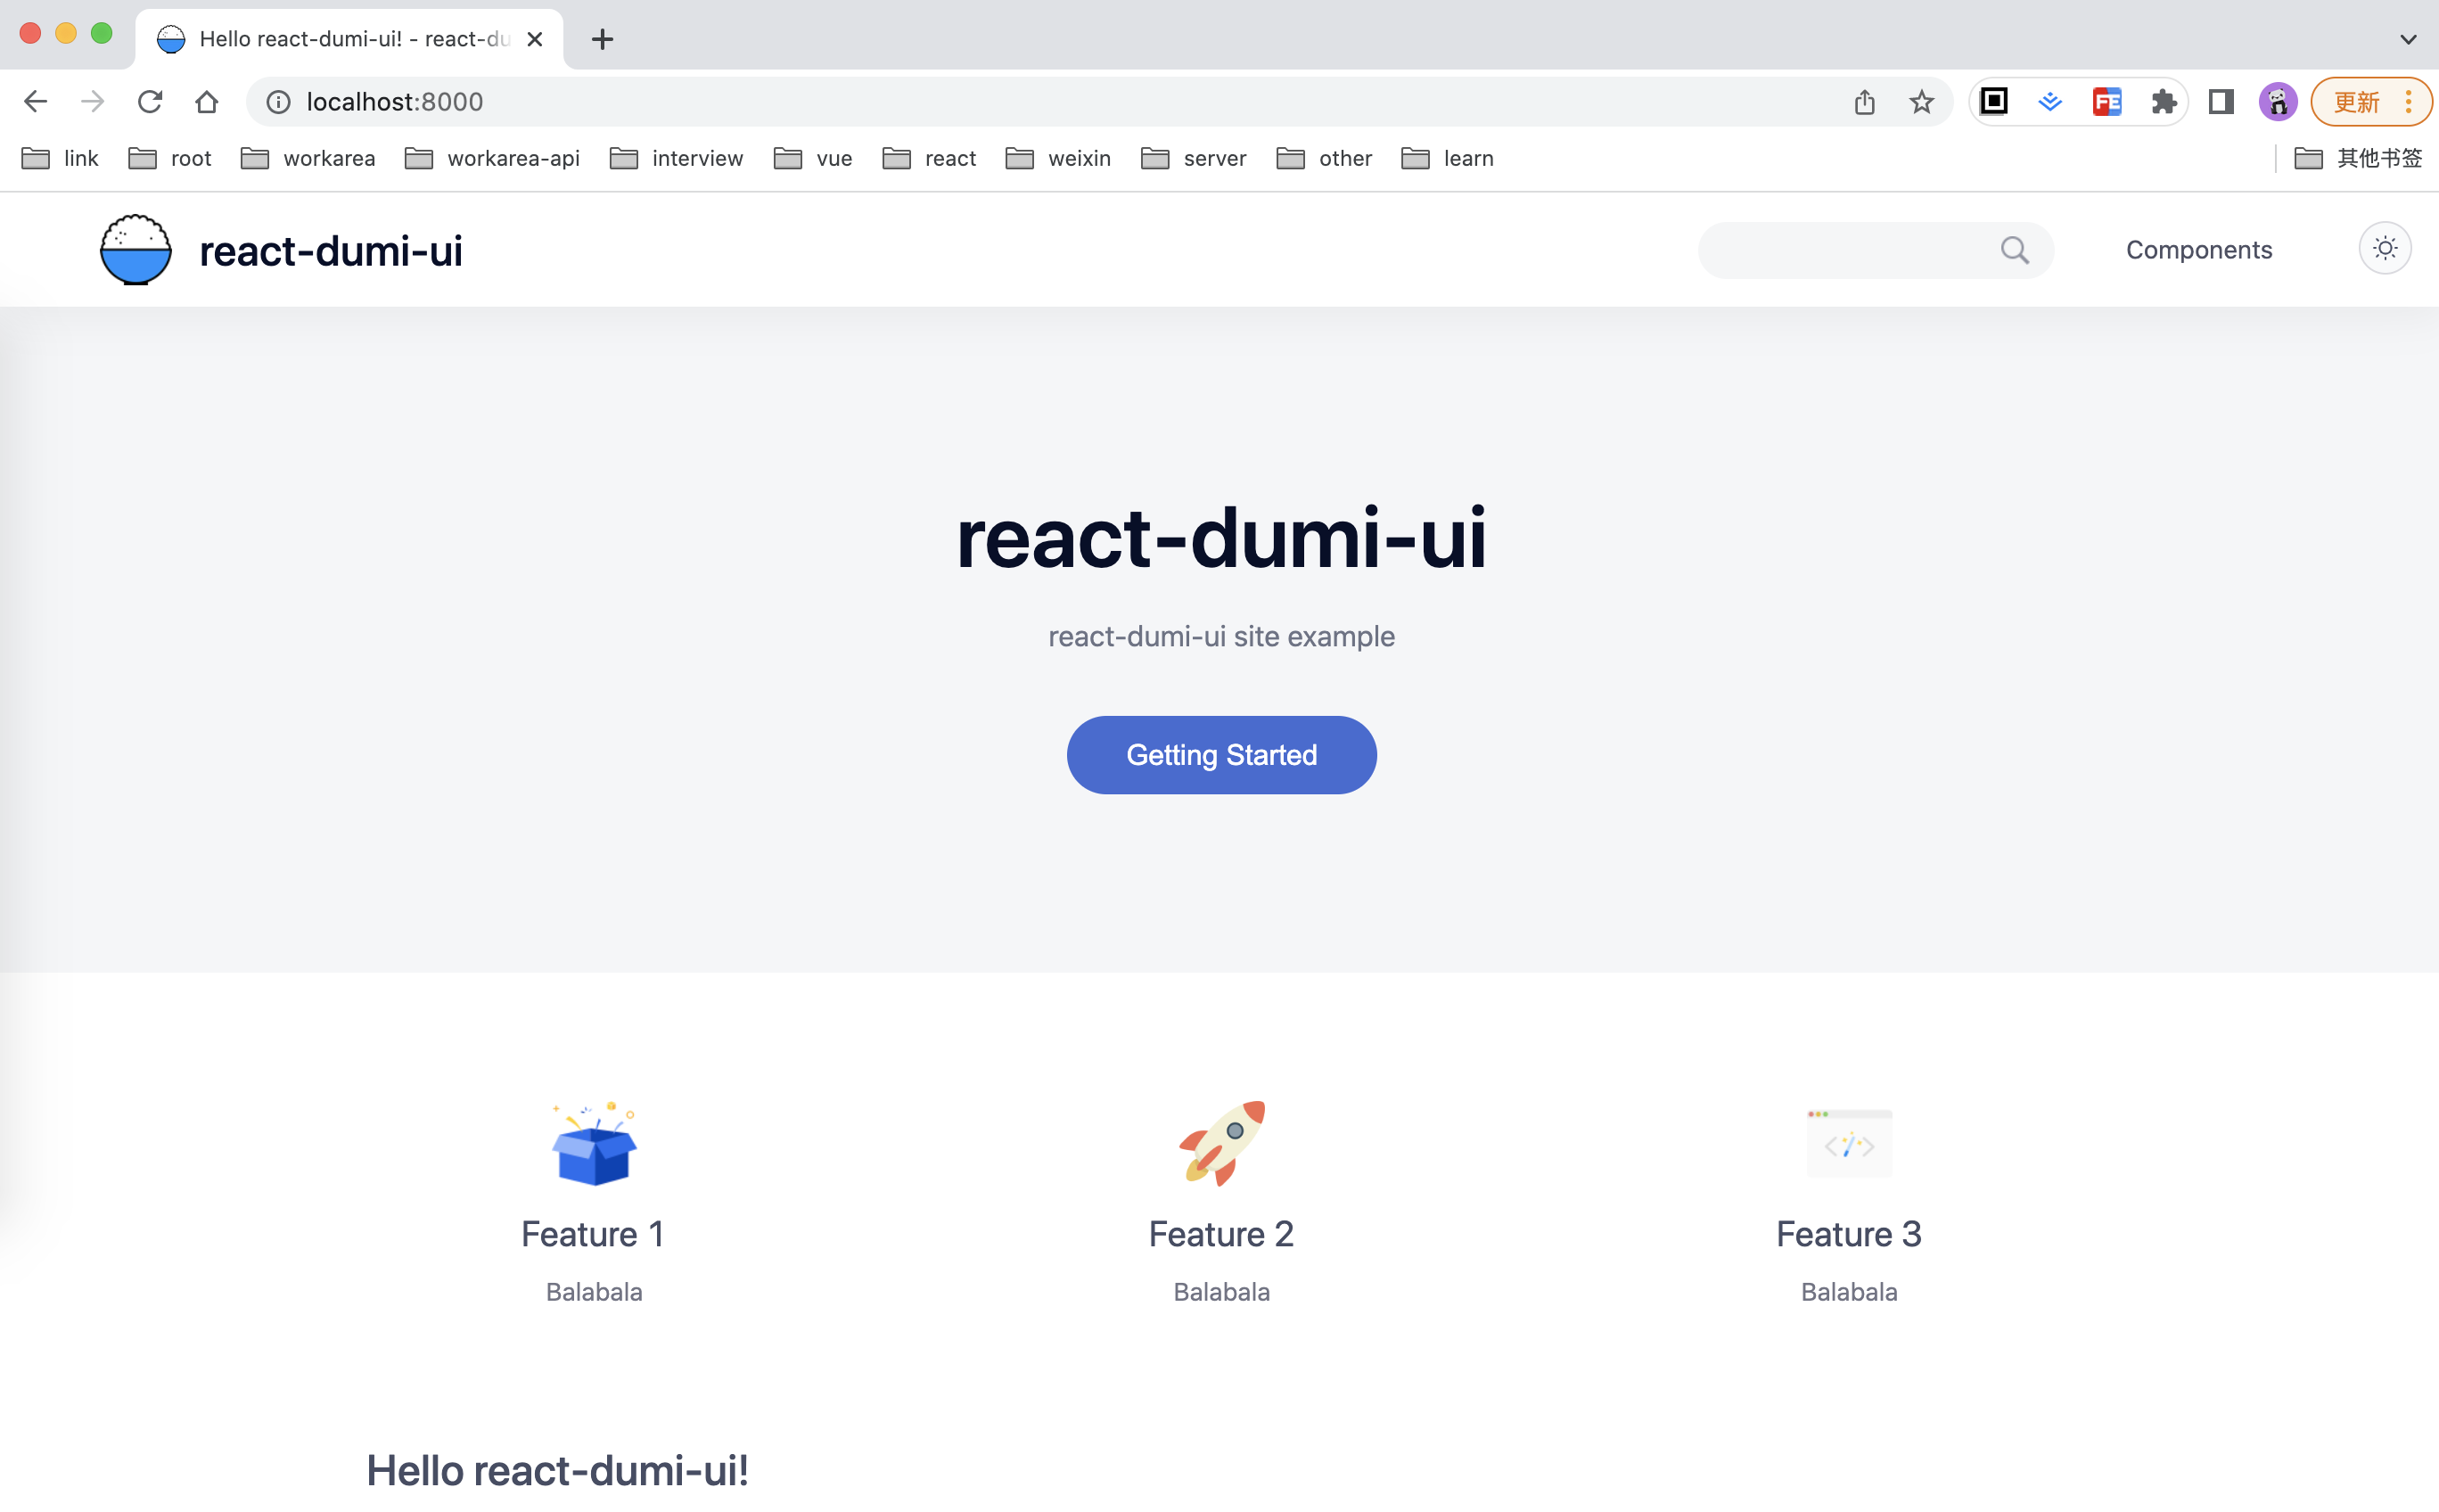 Hello react-dumi-ui! - react-du
localhost:8000
更新
link root workarea workarea-api interview vue react weixin server other learn 其他书签
react-dumi-ui
Components
react-dumi-ui
react-dumi-ui site example
Getting Started
Feature 1 Feature 2 Feature 3
Balabala Balabala Balabala
Hello react-dumi-ui!